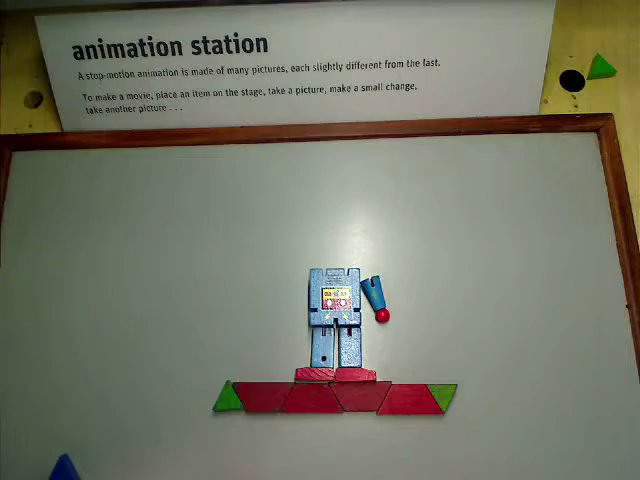 animation station
A stop-motion animation is made of many pictures, each slightly different from the last.
To make a movie, place an item on the stage, take a picture, make a small change,
take another picture . . .